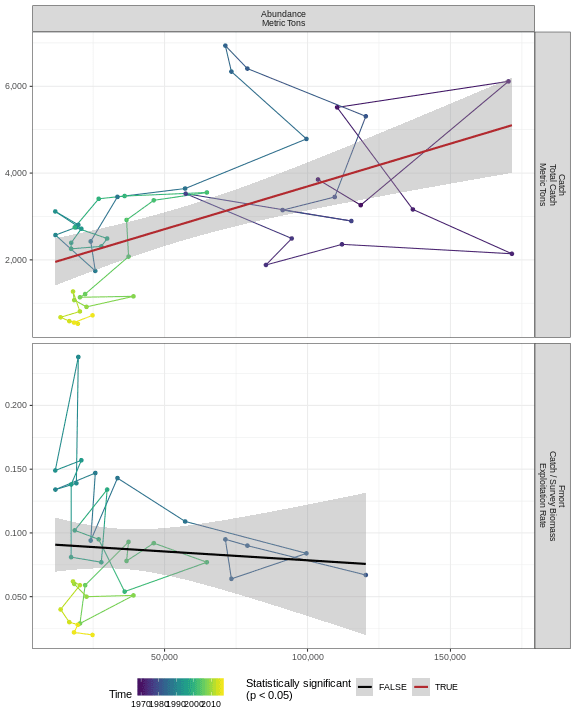 Abundance
Metric Tons
6,000
4,000
2,000
Catch
Total Catch
Metric Tons
0.200
0.150
0.100
0.050
Fmort
Catch / Survey Biomass
Exploitation Rate
50,000 100,000 150,000
Time
1970 1980 1990 2000 2010
Statistically significant
(p < 0.05)
FALSE TRUE